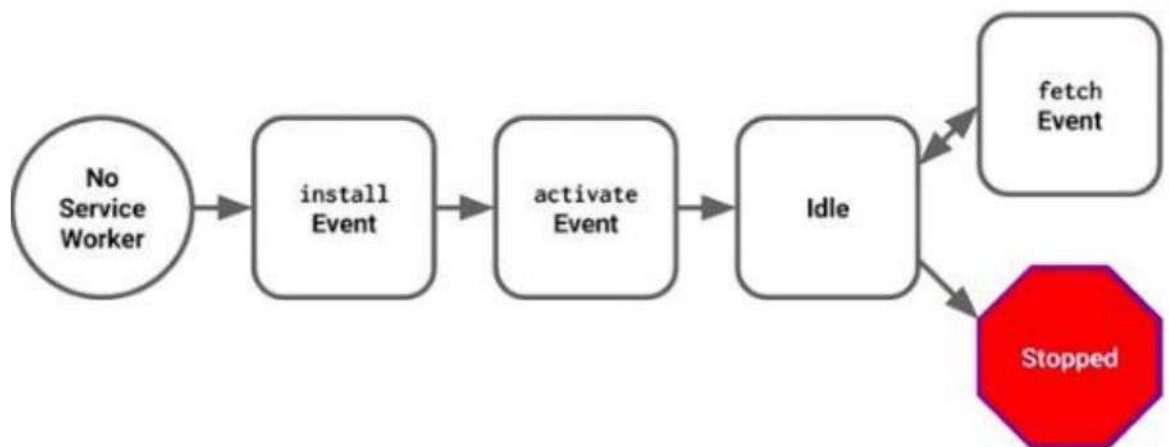 No
Service
Worker
install
Event
activate
Event
Idle
fetch
Event
Stopped